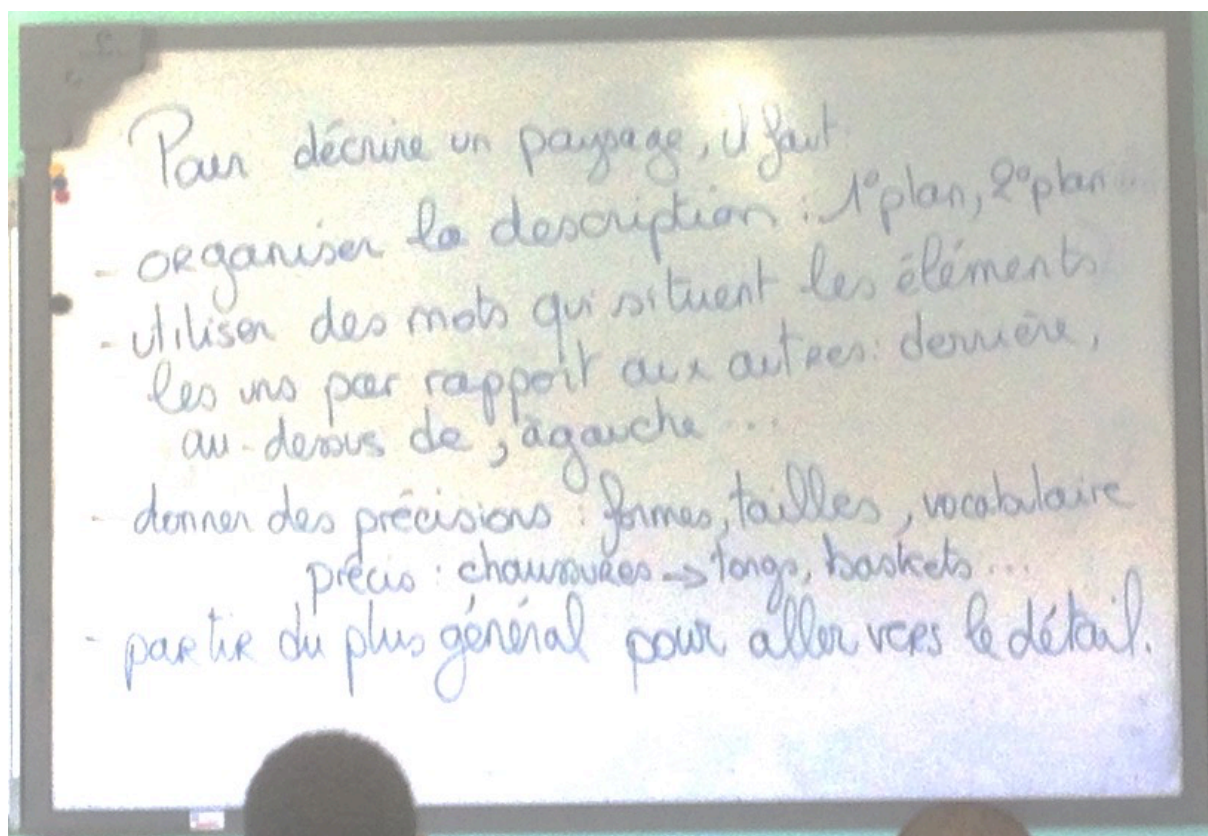 Pour décrire un paysage, il faut
- organiser la description : 1° plan, 2° plan...
- utiliser des mots qui situent les éléments
les uns par rapport aux autres : derrière,
au-dessus de, à gauche ...
- donner des précisions : formes, tailles, vocabulaire
précis : chaussures → tongs, baskets ...
- partir du plus général pour aller vers le détail.